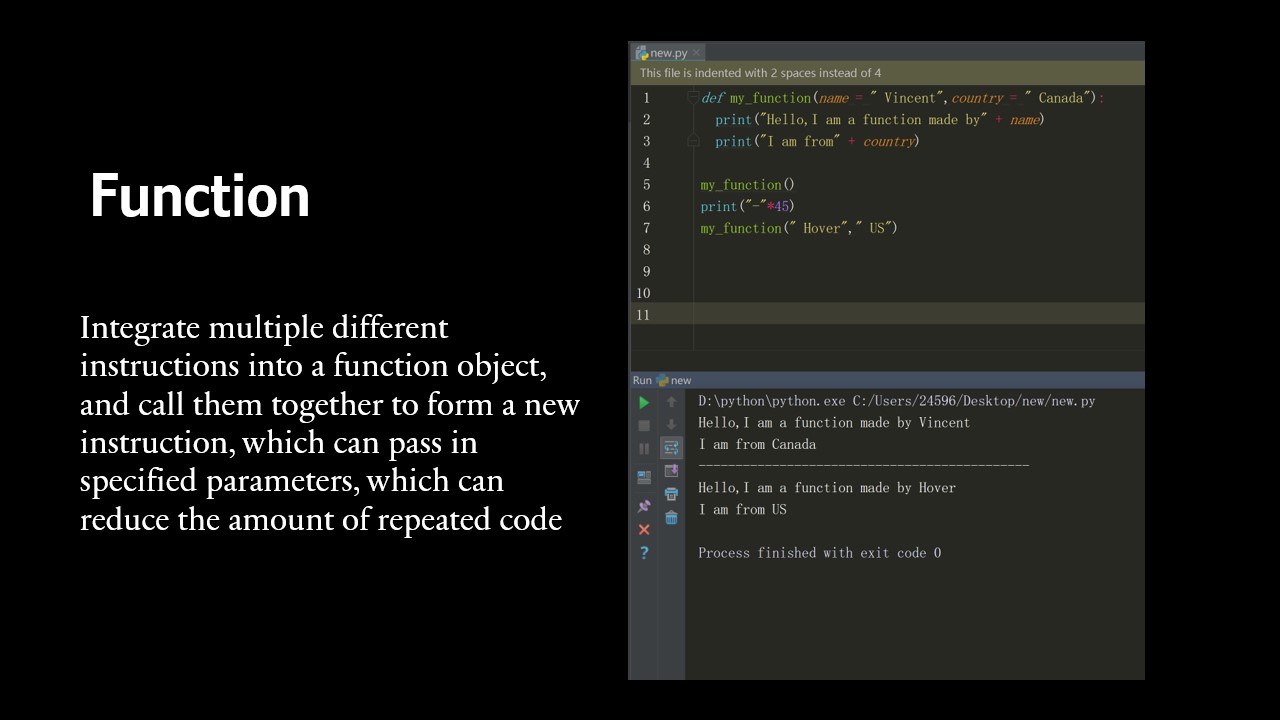 Function
Integrate multiple different
instructions into a function object,
and call them together to form a new
instruction, which can pass in
specified parameters, which can
reduce the amount of repeated code
new.py
This file is indented with 2 spaces instead of 4
1 def my_function(name = " Vincent",country = " Canada"):
2 print("Hello,I am a function made by" + name)
3 print("I am from" + country)
4
5 my_function()
6 print("-"*45)
7 my_function(" Hover"," US")
8
9
10
11
Run new
D:\python\python.exe C:/Users/24596/Desktop/new/new.py
Hello,I am a function made by Vincent
I am from Canada
---------------------------------------------
Hello,I am a function made by Hover
I am from US
Process finished with exit code 0